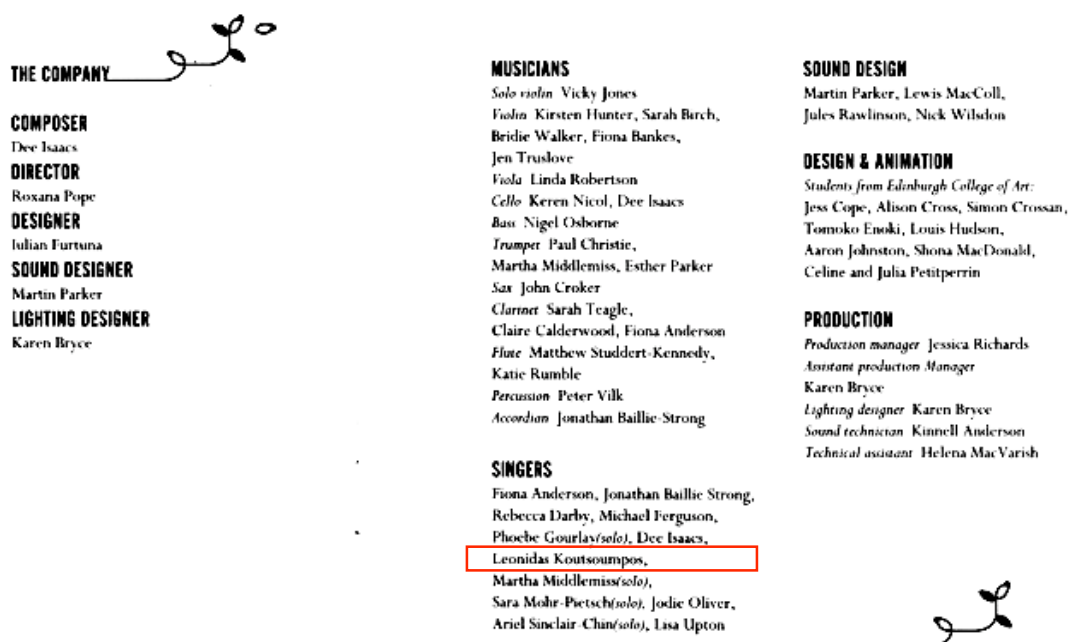 THE COMPANY
COMPOSER
Dee Isaacs
DIRECTOR
Roxana Pope
DESIGNER
Iulian Furtuna
SOUND DESIGNER
Martin Parker
LIGHTING DESIGNER
Karen Bryce
MUSICIANS
Solo violin Vicky Jones
Violin Kirsten Hunter, Sarah Birch,
Bridie Walker, Fiona Bankes,
Jen Truslove
Viola Linda Robertson
Cello Keren Nicol, Dee Isaacs
Bass Nigel Osborne
Trumpet Paul Christie,
Martha Middlemiss, Esther Parker
Sax John Croker
Clarinet Sarah Teagle,
Claire Calderwood, Fiona Anderson
Flute Matthew Studdert-Kennedy,
Katie Rumble
Percussion Peter Vilk
Accordian Jonathan Baillie-Strong
SINGERS
Fiona Anderson, Jonathan Baillie Strong,
Rebecca Darby, Michael Ferguson,
Phoebe Gourlay(solo), Dee Isaacs,
Leonidas Koutsoumpos,
Martha Middlemiss(solo),
Sara Mohr-Pietsch(solo), Jodie Oliver,
Ariel Sinclair-Chin(solo), Lisa Upton
SOUND DESIGN
Martin Parker, Lewis MacColl,
Jules Rawlinson, Nick Wilsdon
DESIGN & ANIMATION
Students from Edinburgh College of Art:
Jess Cope, Alison Cross, Simon Crossan,
Tomoko Enoki, Louis Hudson,
Aaron Johnston, Shona MacDonald,
Celine and Julia Petitperrin
PRODUCTION
Production manager Jessica Richards
Assistant production Manager
Karen Bryce
Lighting designer Karen Bryce
Sound technician Kinnell Anderson
Technical assistant Helena MacVarish